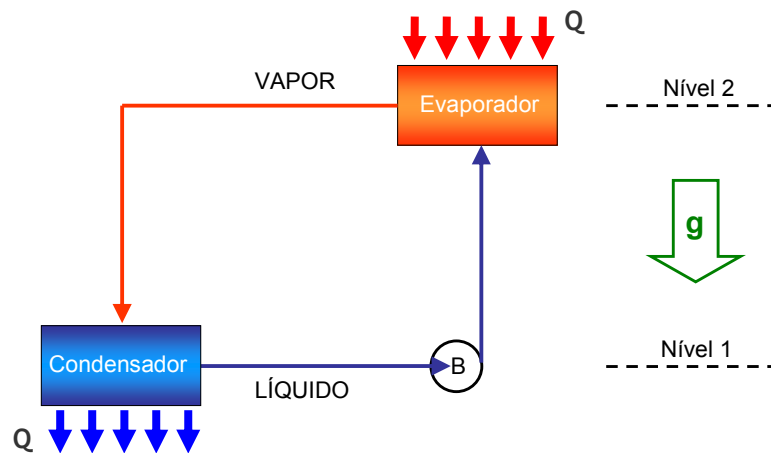 Q
VAPOR
Evaporador
Nível 2
g
Condensador
B
Nível 1
LÍQUIDO
Q